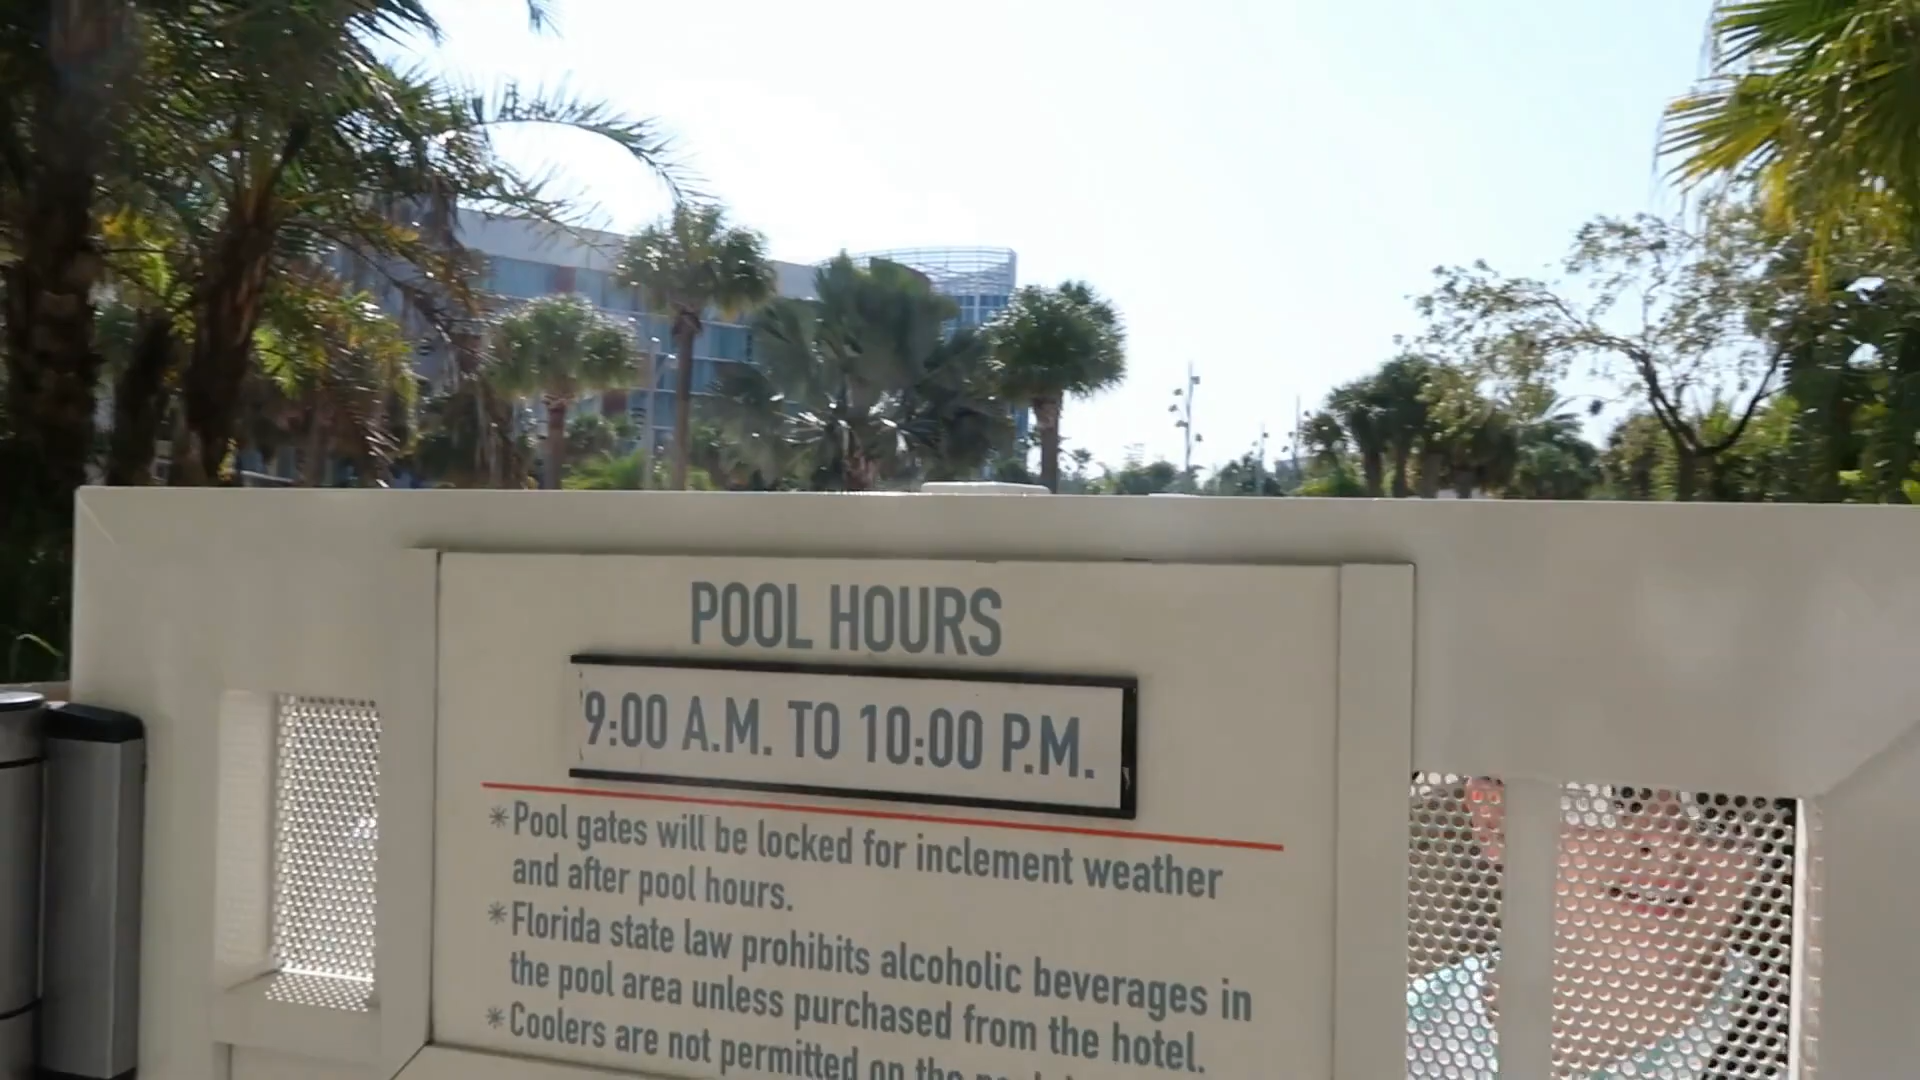 POOL HOURS
9:00 A.M. TO 10:00 P.M.
*Pool gates will be locked for inclement weather
and after pool hours.
*Florida state law prohibits alcoholic beverages in
the pool area unless purchased from the hotel.
*Coolers are not permitted on the